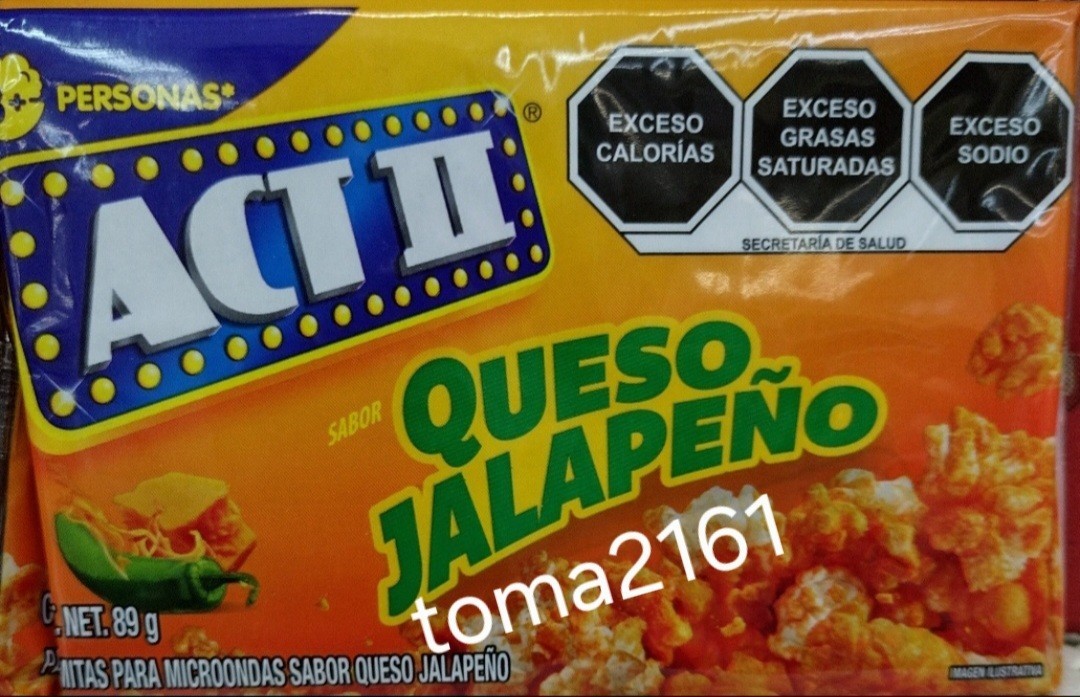 PERSONAS*
ACT II®
EXCESO
CALORÍAS
EXCESO
GRASAS
SATURADAS
EXCESO
SODIO
SECRETARÍA DE SALUD
SABOR
QUESO
JALAPEÑO
toma2161
. NET. 89 g
MITAS PARA MICROONDAS SABOR QUESO JALAPEÑO
IMAGEN ILUSTRATIVA